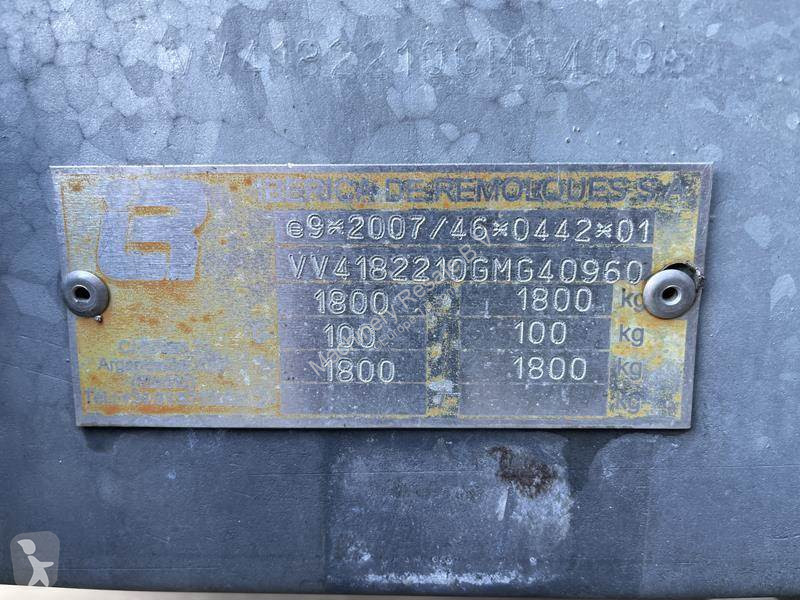 VV4182210GMG40960
IBERICA DE REMOLQUES S.A.
e9*2007/46*0442*01
VV4182210GMG40960
1800 1800 kg
100 100 kg
1800 1800 kg
kg